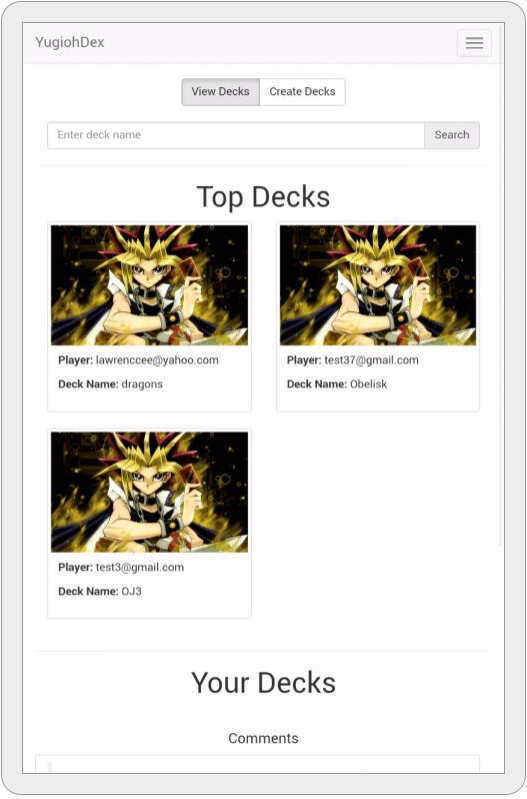 YugiohDex
View Decks Create Decks
Enter deck name Search
Top Decks
Player: lawrenccee@yahoo.com
Deck Name: dragons
Player: test37@gmail.com
Deck Name: Obelisk
Player: test3@gmail.com
Deck Name: OJ3
Your Decks
Comments